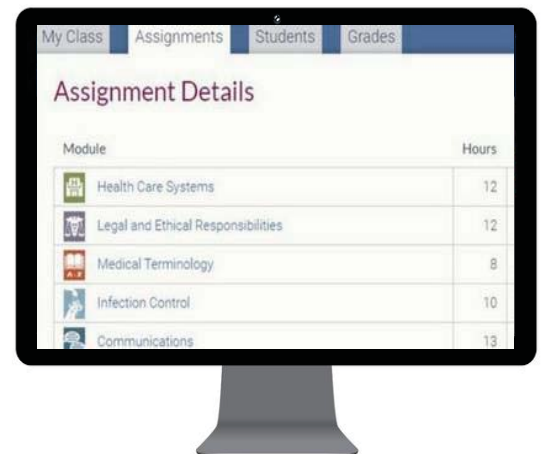 My Class Assignments Students Grades
Assignment Details
Module Hours
Health Care Systems 12
Legal and Ethical Responsibilities 12
A-Z
Medical Terminology 8
Infection Control 10
Communications 13